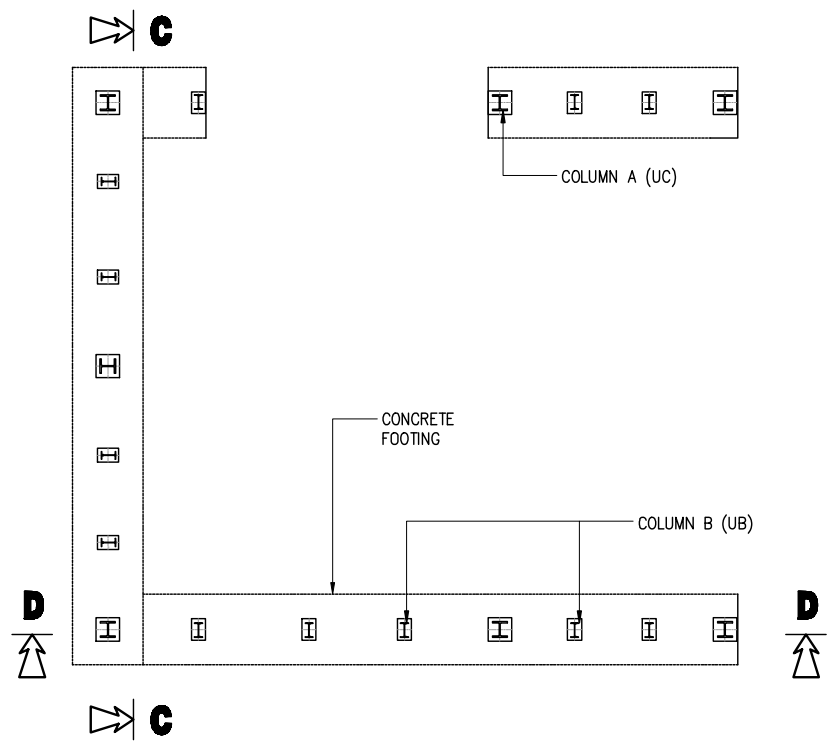 C
COLUMN A (UC)
CONCRETE
FOOTING
COLUMN B (UB)
D
D
C